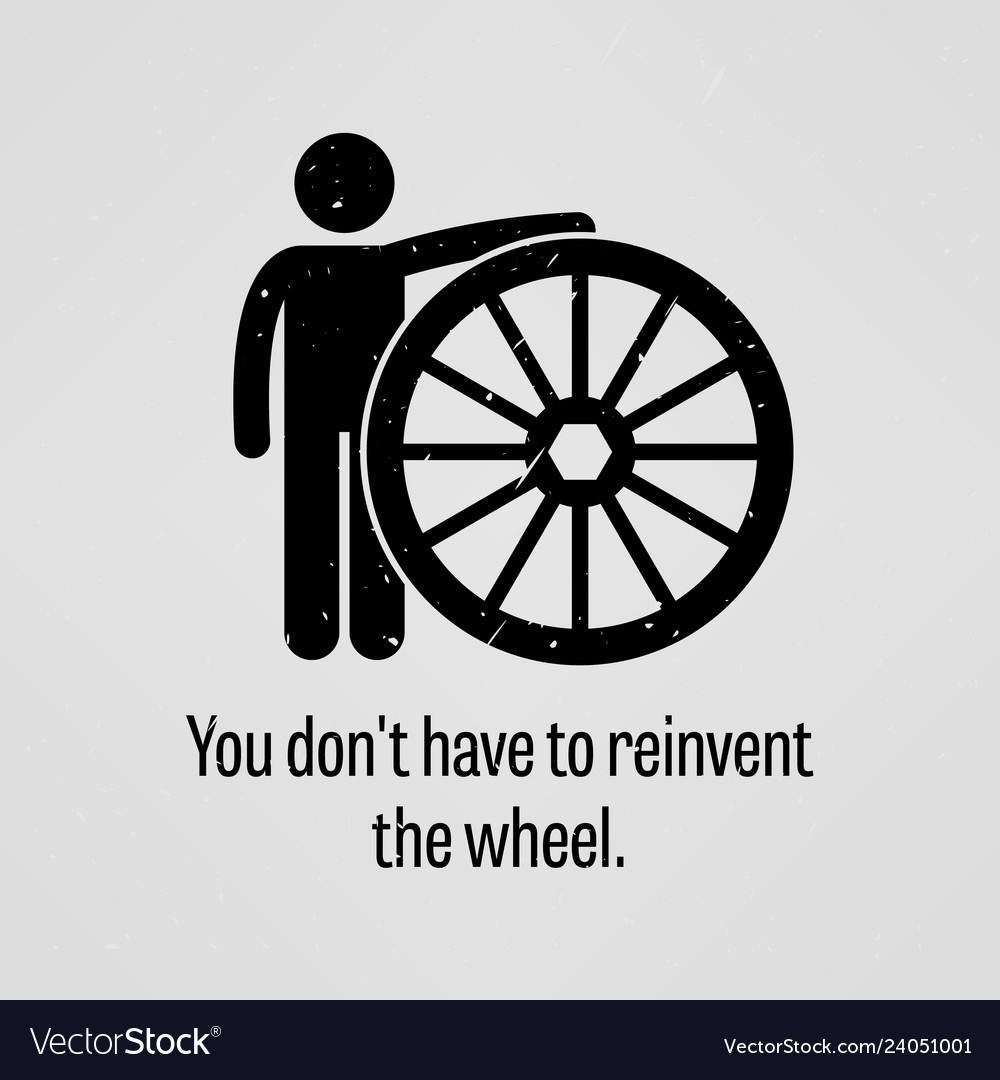 You don't have to reinvent
the wheel.
VectorStock®
VectorStock.com/24051001